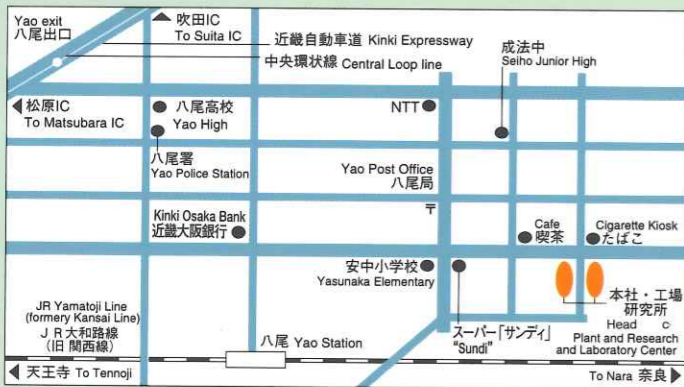 Yao exit
八尾出口
吹田IC
To Suita IC
近畿自動車道 Kinki Expressway
中央環状線 Central Loop line
成法中
Seiho Junior High
松原IC
To Matsubara IC
八尾高校
Yao High
NTT
八尾署
Yao Police Station
Yao Post Office
八尾局
〒
Kinki Osaka Bank
近畿大阪銀行
Cafe
喫茶
Cigarette Kiosk
たばこ
安中小学校
Yasunaka Elementary
スーパー「サンディ」
"Sundi"
本社・工場
研究所
Head
Plant and Research
and Laboratory Center
JR Yamatoji Line
(formery Kansai Line)
ＪＲ大和路線
(旧 関西線)
八尾 Yao Station
天王寺 To Tennoji
To Nara 奈良